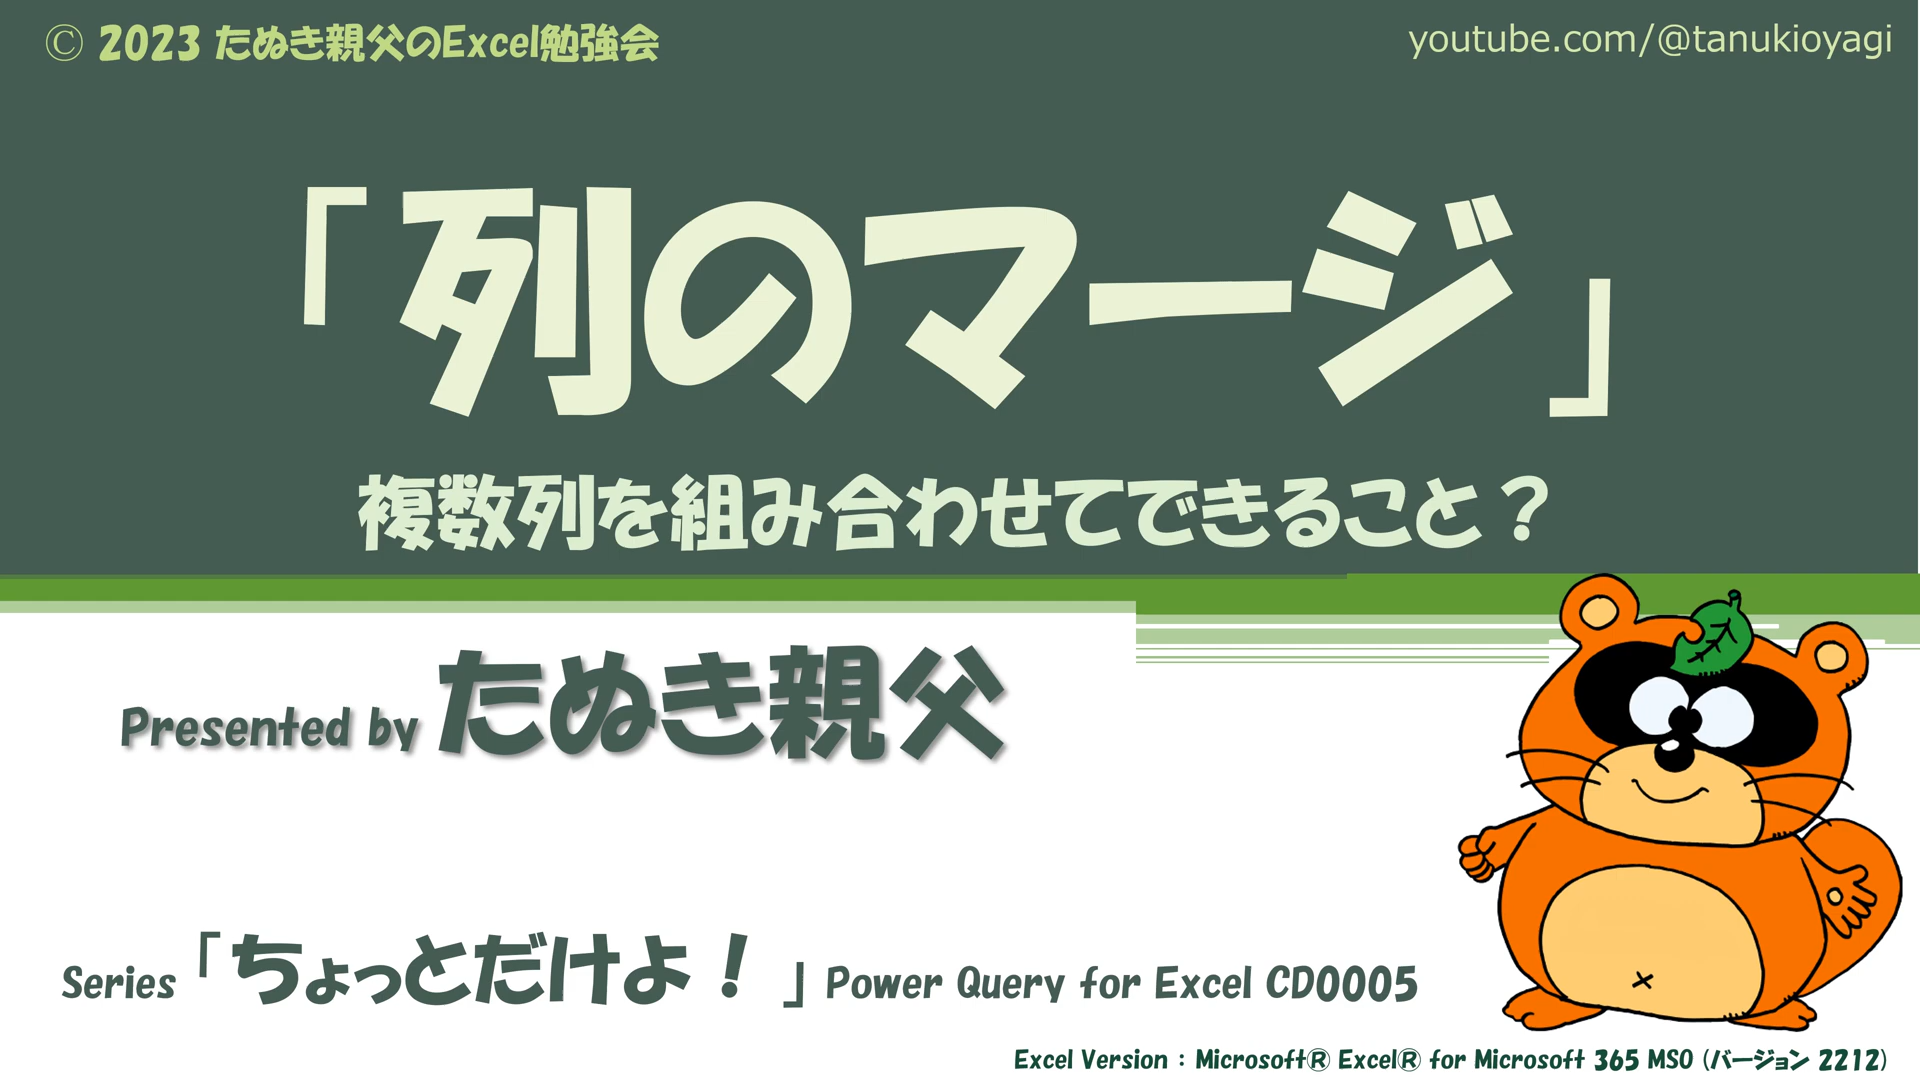 Ⓒ 2023 たぬき親父のExcel勉強会
youtube.com/@tanukioyagi
「列のマージ」
複数列を組み合わせてできること？
Presented by たぬき親父
Series「ちょっとだけよ！」Power Query for Excel CD0005
Excel Version : MicrosoftⓇ ExcelⓇ for Microsoft 365 MSO (バージョン 2212)